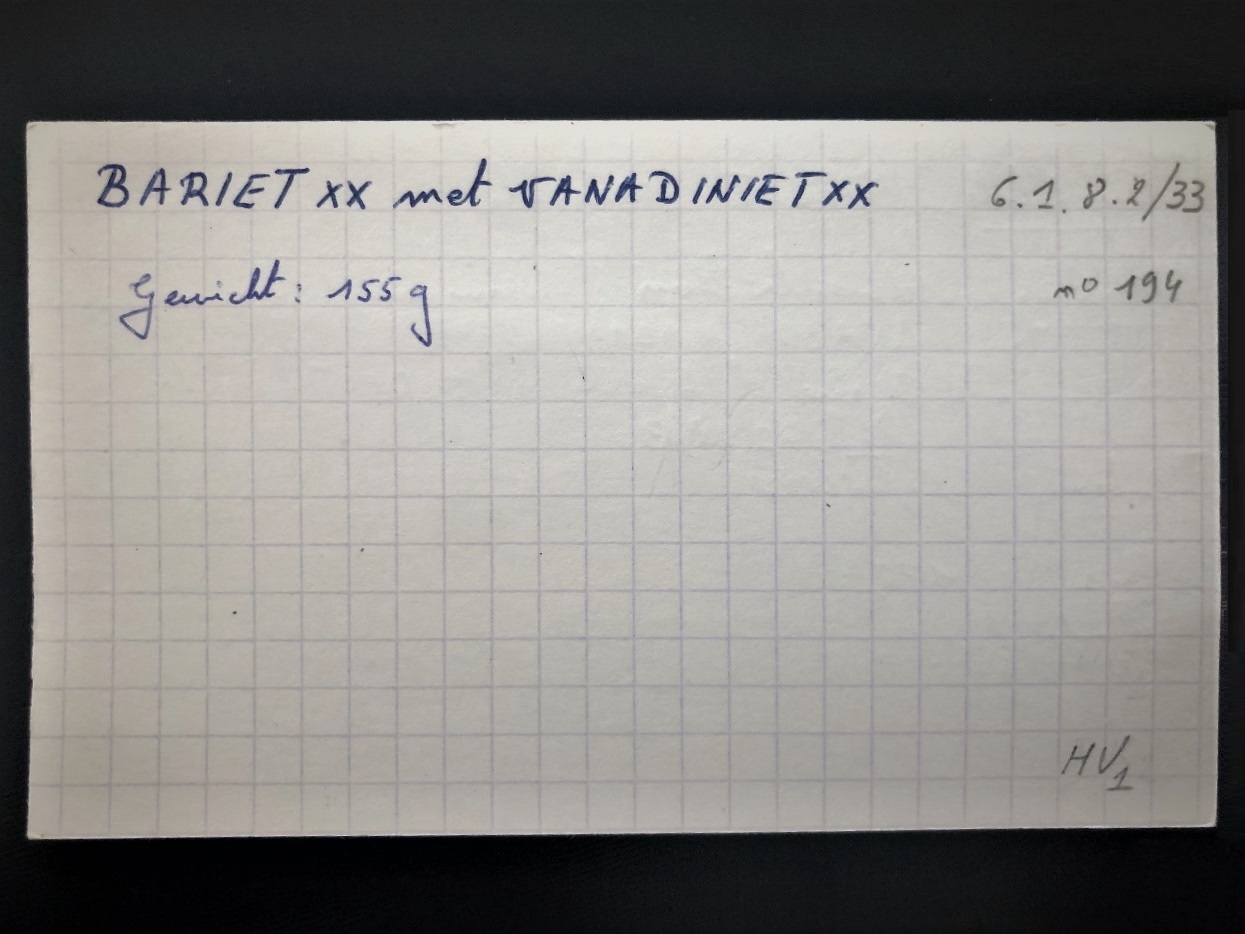 BARIET xx met VANADINIET XX 6.1.8.2/33
Gewicht: 155 g nº 194
HV1